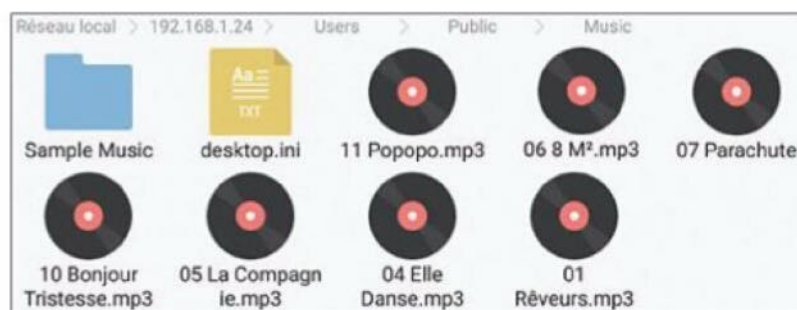 Réseau local > 192.168.1.24 > Users > Public > Music
Aa
TXT
Sample Music desktop.ini 11 Popopo.mp3 06 8 M².mp3 07 Parachute
10 Bonjour 05 La Compagn 04 Elle 01
Tristesse.mp3 ie.mp3 Danse.mp3 Rêveurs.mp3